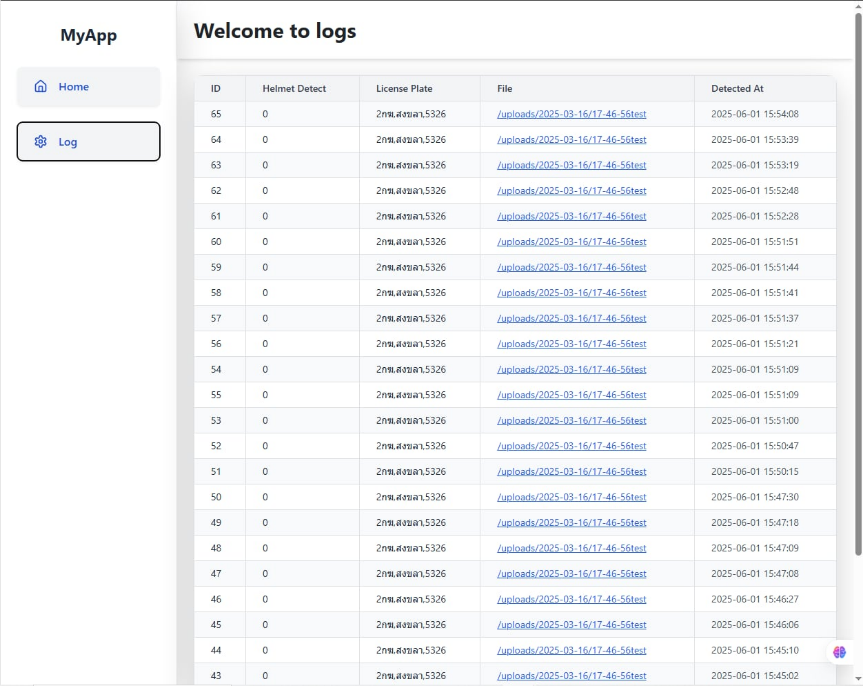 MyApp
Home
Log
Welcome to logs
ID Helmet Detect License Plate File Detected At
65 0 2กฆ,สงขลา,5326 /uploads/2025-03-16/17-46-56test 2025-06-01 15:54:08
64 0 2กฆ,สงขลา,5326 /uploads/2025-03-16/17-46-56test 2025-06-01 15:53:39
63 0 2กฆ,สงขลา,5326 /uploads/2025-03-16/17-46-56test 2025-06-01 15:53:19
62 0 2กฆ,สงขลา,5326 /uploads/2025-03-16/17-46-56test 2025-06-01 15:52:48
61 0 2กฆ,สงขลา,5326 /uploads/2025-03-16/17-46-56test 2025-06-01 15:52:28
60 0 2กฆ,สงขลา,5326 /uploads/2025-03-16/17-46-56test 2025-06-01 15:51:51
59 0 2กฆ,สงขลา,5326 /uploads/2025-03-16/17-46-56test 2025-06-01 15:51:44
58 0 2กฆ,สงขลา,5326 /uploads/2025-03-16/17-46-56test 2025-06-01 15:51:41
57 0 2กฆ,สงขลา,5326 /uploads/2025-03-16/17-46-56test 2025-06-01 15:51:37
56 0 2กฆ,สงขลา,5326 /uploads/2025-03-16/17-46-56test 2025-06-01 15:51:21
54 0 2กฆ,สงขลา,5326 /uploads/2025-03-16/17-46-56test 2025-06-01 15:51:09
55 0 2กฆ,สงขลา,5326 /uploads/2025-03-16/17-46-56test 2025-06-01 15:51:09
53 0 2กฆ,สงขลา,5326 /uploads/2025-03-16/17-46-56test 2025-06-01 15:51:00
52 0 2กฆ,สงขลา,5326 /uploads/2025-03-16/17-46-56test 2025-06-01 15:50:47
51 0 2กฆ,สงขลา,5326 /uploads/2025-03-16/17-46-56test 2025-06-01 15:50:15
50 0 2กฆ,สงขลา,5326 /uploads/2025-03-16/17-46-56test 2025-06-01 15:47:30
49 0 2กฆ,สงขลา,5326 /uploads/2025-03-16/17-46-56test 2025-06-01 15:47:18
48 0 2กฆ,สงขลา,5326 /uploads/2025-03-16/17-46-56test 2025-06-01 15:47:09
47 0 2กฆ,สงขลา,5326 /uploads/2025-03-16/17-46-56test 2025-06-01 15:47:08
46 0 2กฆ,สงขลา,5326 /uploads/2025-03-16/17-46-56test 2025-06-01 15:46:27
45 0 2กฆ,สงขลา,5326 /uploads/2025-03-16/17-46-56test 2025-06-01 15:46:06
44 0 2กฆ,สงขลา,5326 /uploads/2025-03-16/17-46-56test 2025-06-01 15:45:10
43 0 2กฆ,สงขลา,5326 /uploads/2025-03-16/17-46-56test 2025-06-01 15:45:02